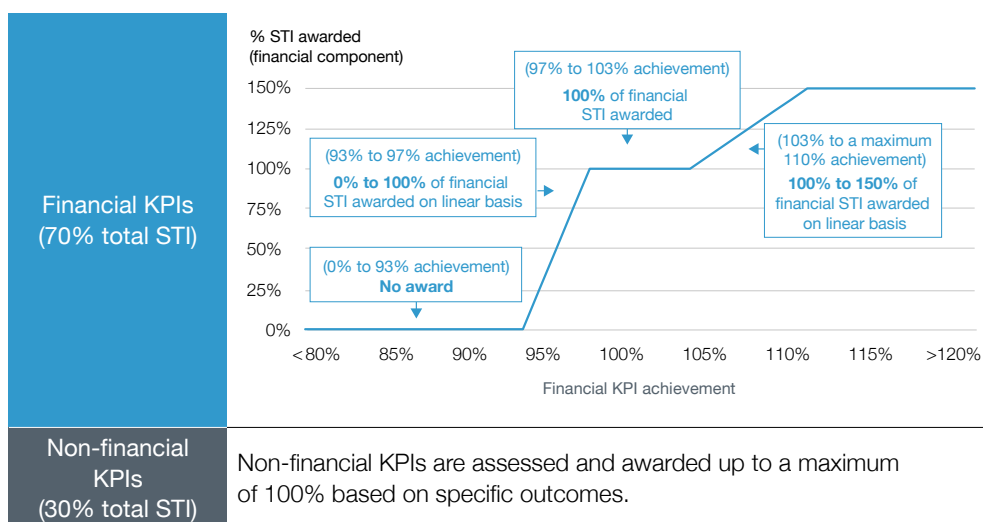 Financial KPIs
(70% total STI)
% STI awarded
(financial component)
150%
125%
100%
75%
50%
25%
0%
(97% to 103% achievement)
100% of financial
STI awarded
(93% to 97% achievement)
0% to 100% of financial
STI awarded on linear basis
(103% to a maximum
110% achievement)
100% to 150% of
financial STI awarded
on linear basis
(0% to 93% achievement)
No award
<80%
85%
90%
95%
100%
105%
110%
115%
>120%
Financial KPI achievement
Non-financial
KPIs
(30% total STI)
Non-financial KPIs are assessed and awarded up to a maximum
of 100% based on specific outcomes.